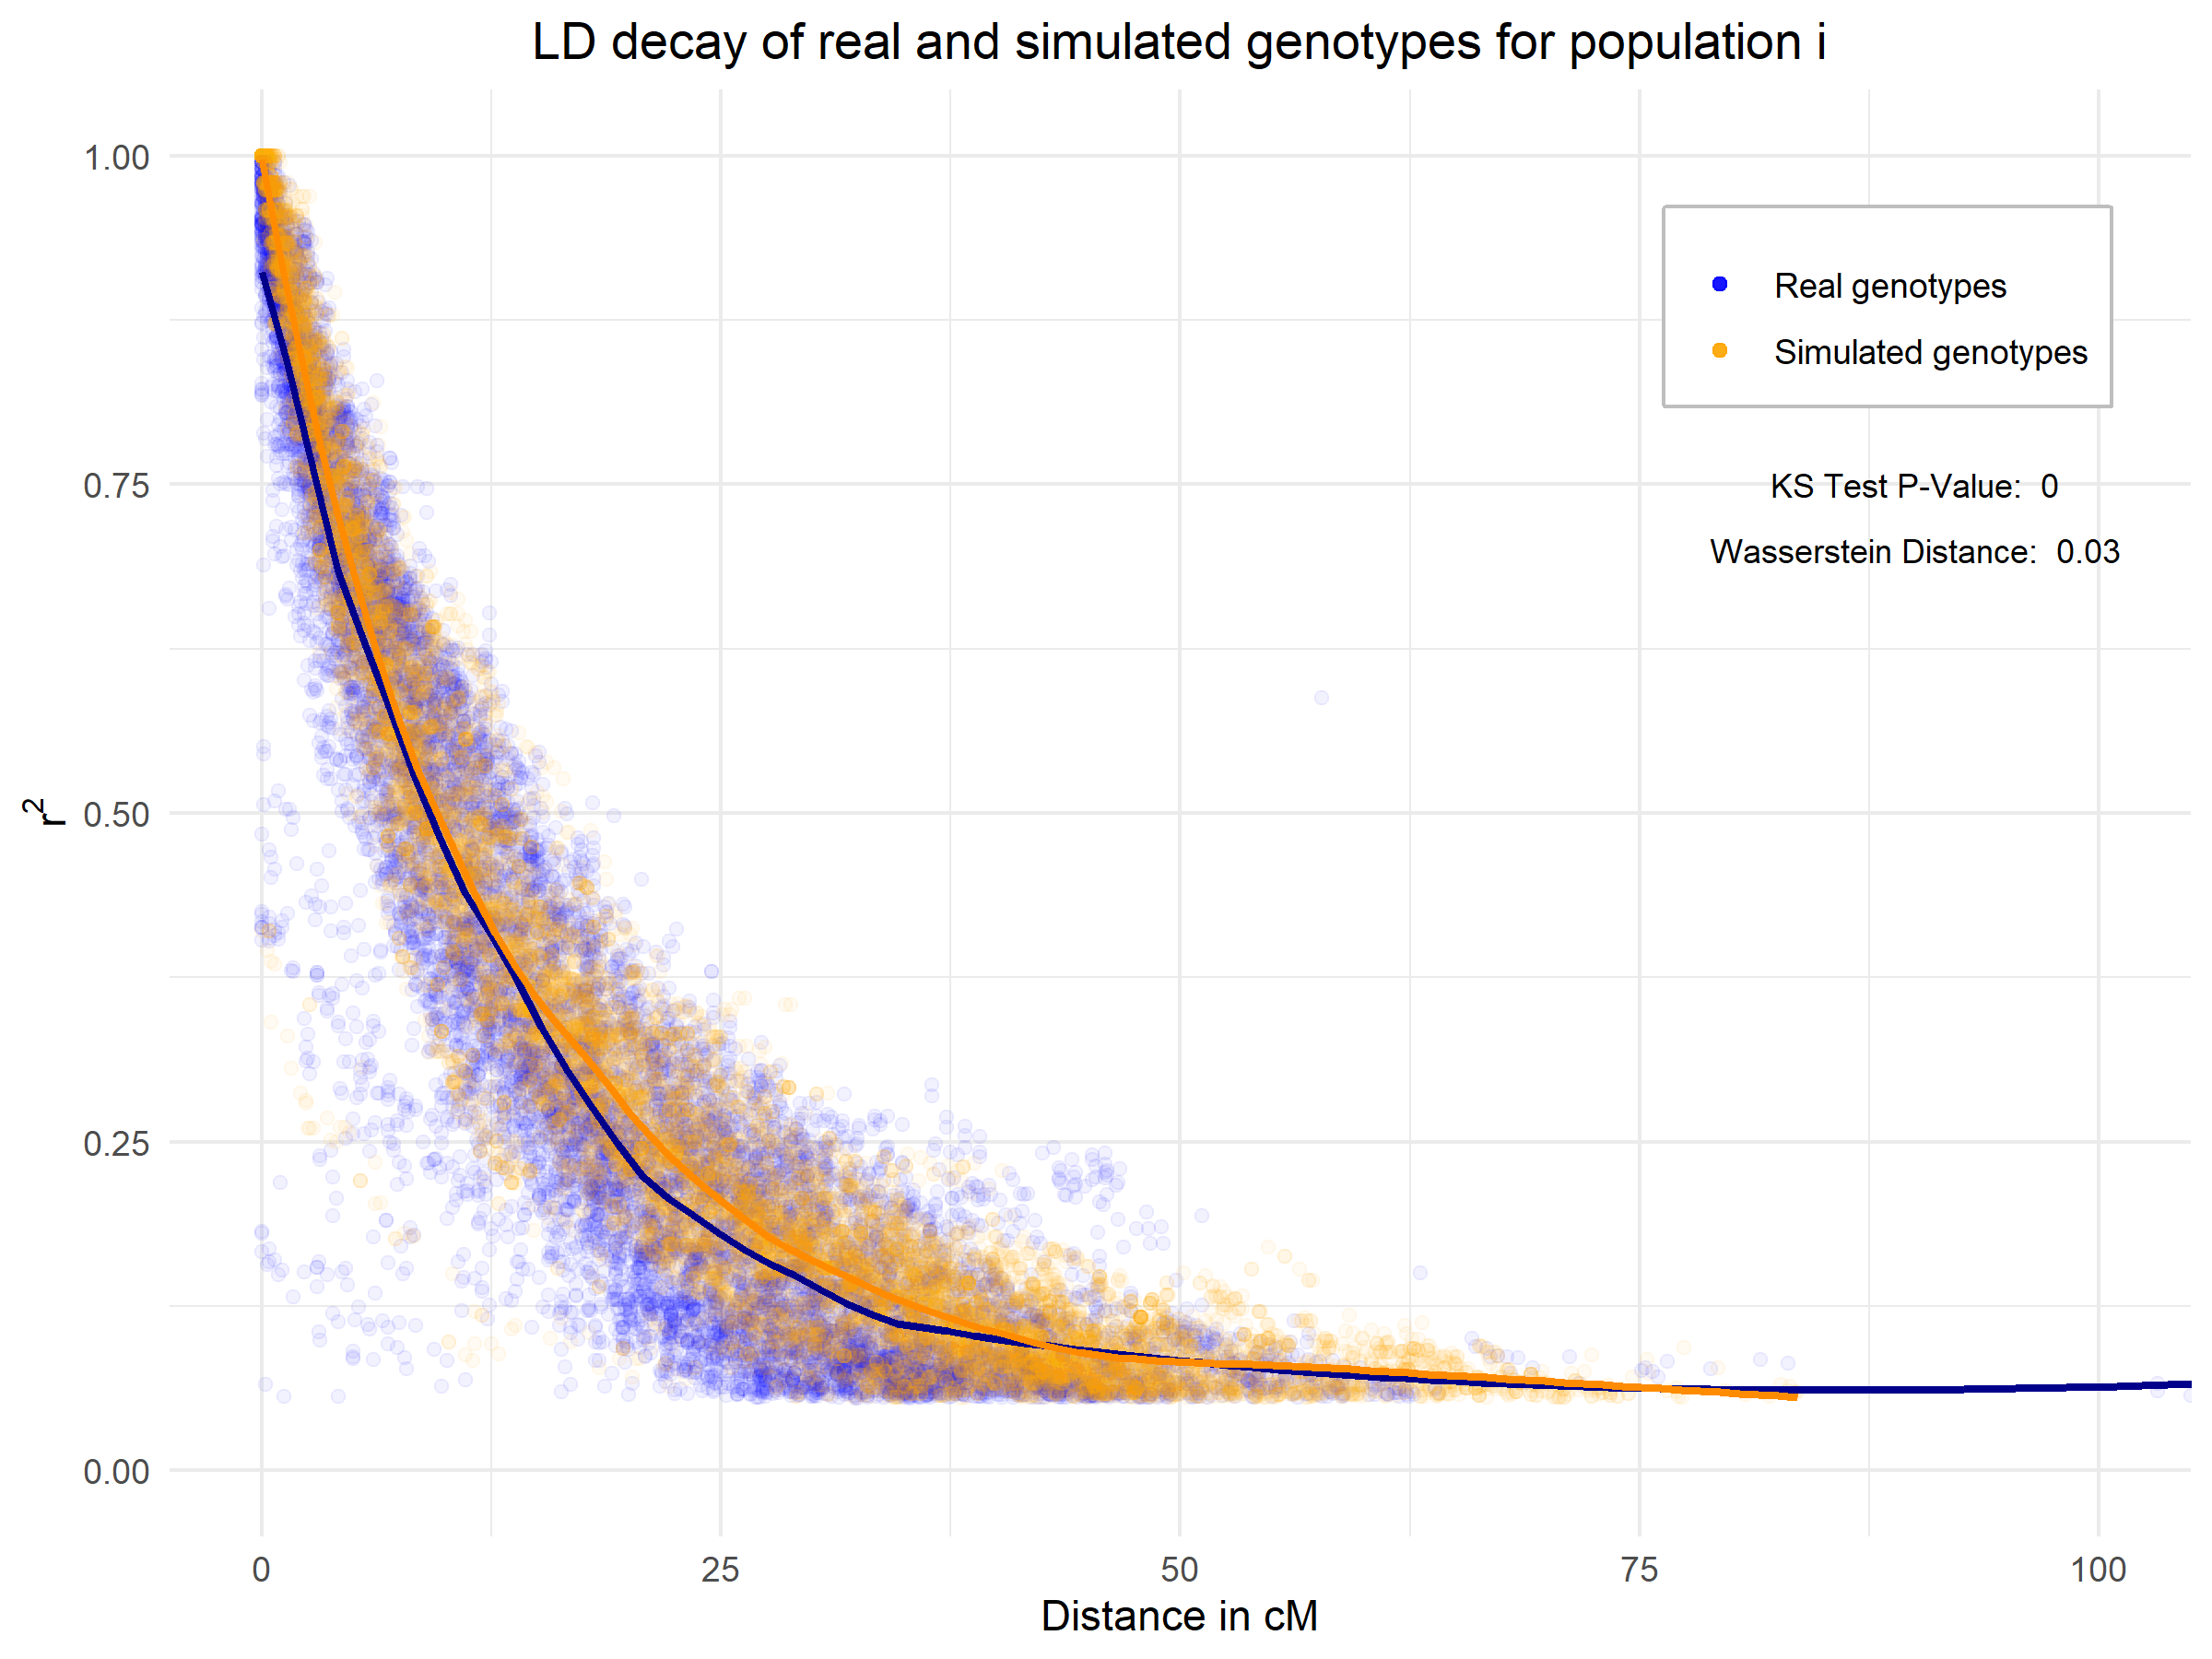 LD decay of real and simulated genotypes for population i
1.00
0.75
0.50
0.25
0.00
r²
Real genotypes
Simulated genotypes
KS Test P-Value: 0
Wasserstein Distance: 0.03
0 25 50 75 100
Distance in cM